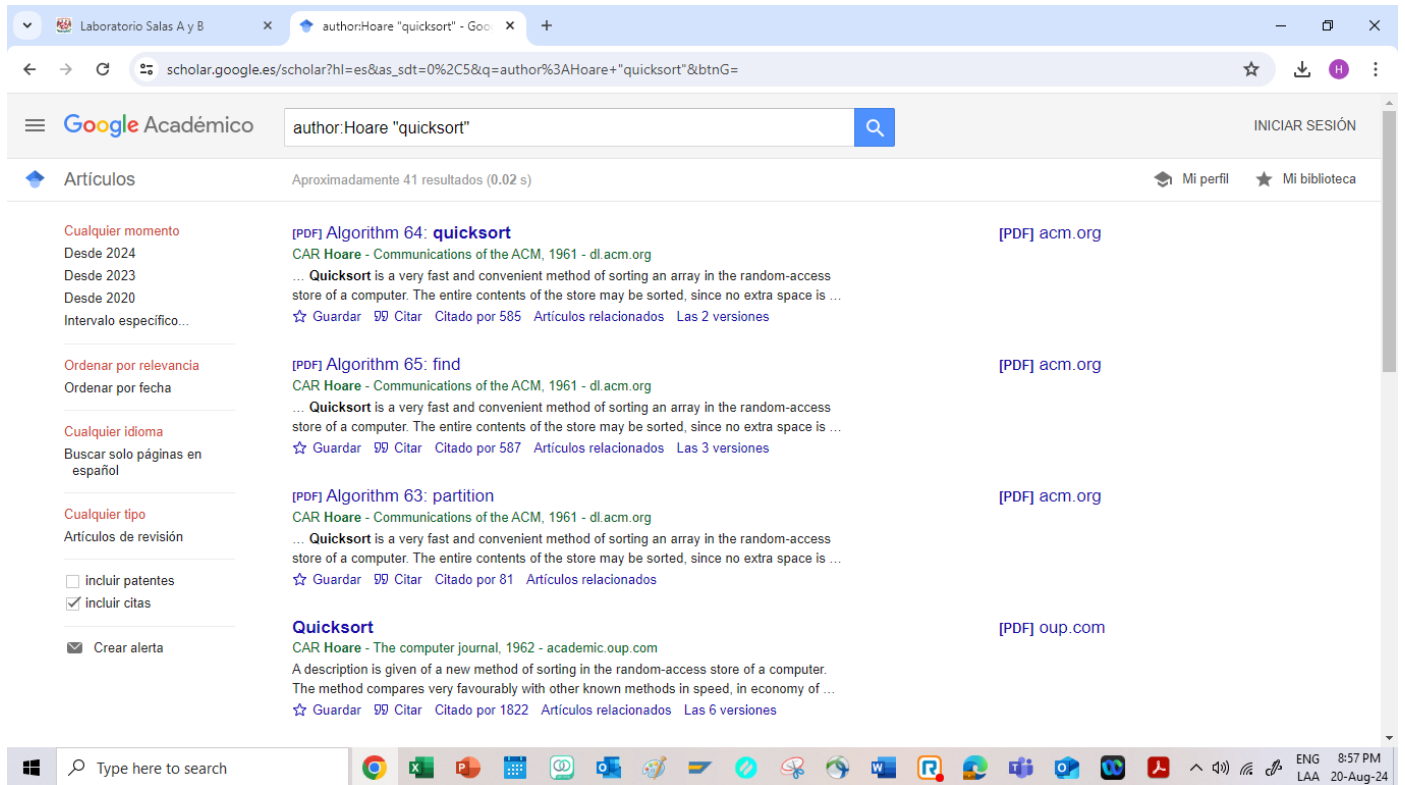 Laboratorio Salas A y B
author:Hoare "quicksort" - Goo
scholar.google.es/scholar?hl=es&as_sdt=0%2C5&q=author%3AHoare+"quicksort"&btnG=
H
Google Académico
author:Hoare "quicksort"
INICIAR SESIÓN
Artículos
Aproximadamente 41 resultados (0.02 s)
Mi perfil
Mi biblioteca
Cualquier momento
Desde 2024
Desde 2023
Desde 2020
Intervalo específico...
Ordenar por relevancia
Ordenar por fecha
Cualquier idioma
Buscar solo páginas en
español
Cualquier tipo
Artículos de revisión
incluir patentes
incluir citas
Crear alerta
[PDF] Algorithm 64: quicksort
[PDF] acm.org
CAR Hoare - Communications of the ACM, 1961 - dl.acm.org
... Quicksort is a very fast and convenient method of sorting an array in the random-access
store of a computer. The entire contents of the store may be sorted, since no extra space is ...
Guardar Citar Citado por 585 Artículos relacionados Las 2 versiones
[PDF] Algorithm 65: find
[PDF] acm.org
CAR Hoare - Communications of the ACM, 1961 - dl.acm.org
... Quicksort is a very fast and convenient method of sorting an array in the random-access
store of a computer. The entire contents of the store may be sorted, since no extra space is ...
Guardar Citar Citado por 587 Artículos relacionados Las 3 versiones
[PDF] Algorithm 63: partition
[PDF] acm.org
CAR Hoare - Communications of the ACM, 1961 - dl.acm.org
... Quicksort is a very fast and convenient method of sorting an array in the random-access
store of a computer. The entire contents of the store may be sorted, since no extra space is ...
Guardar Citar Citado por 81 Artículos relacionados
Quicksort
[PDF] oup.com
CAR Hoare - The computer journal, 1962 - academic.oup.com
A description is given of a new method of sorting in the random-access store of a computer.
The method compares very favourably with other known methods in speed, in economy of ...
Guardar Citar Citado por 1822 Artículos relacionados Las 6 versiones
Type here to search
ENG 8:57 PM
LAA 20-Aug-24